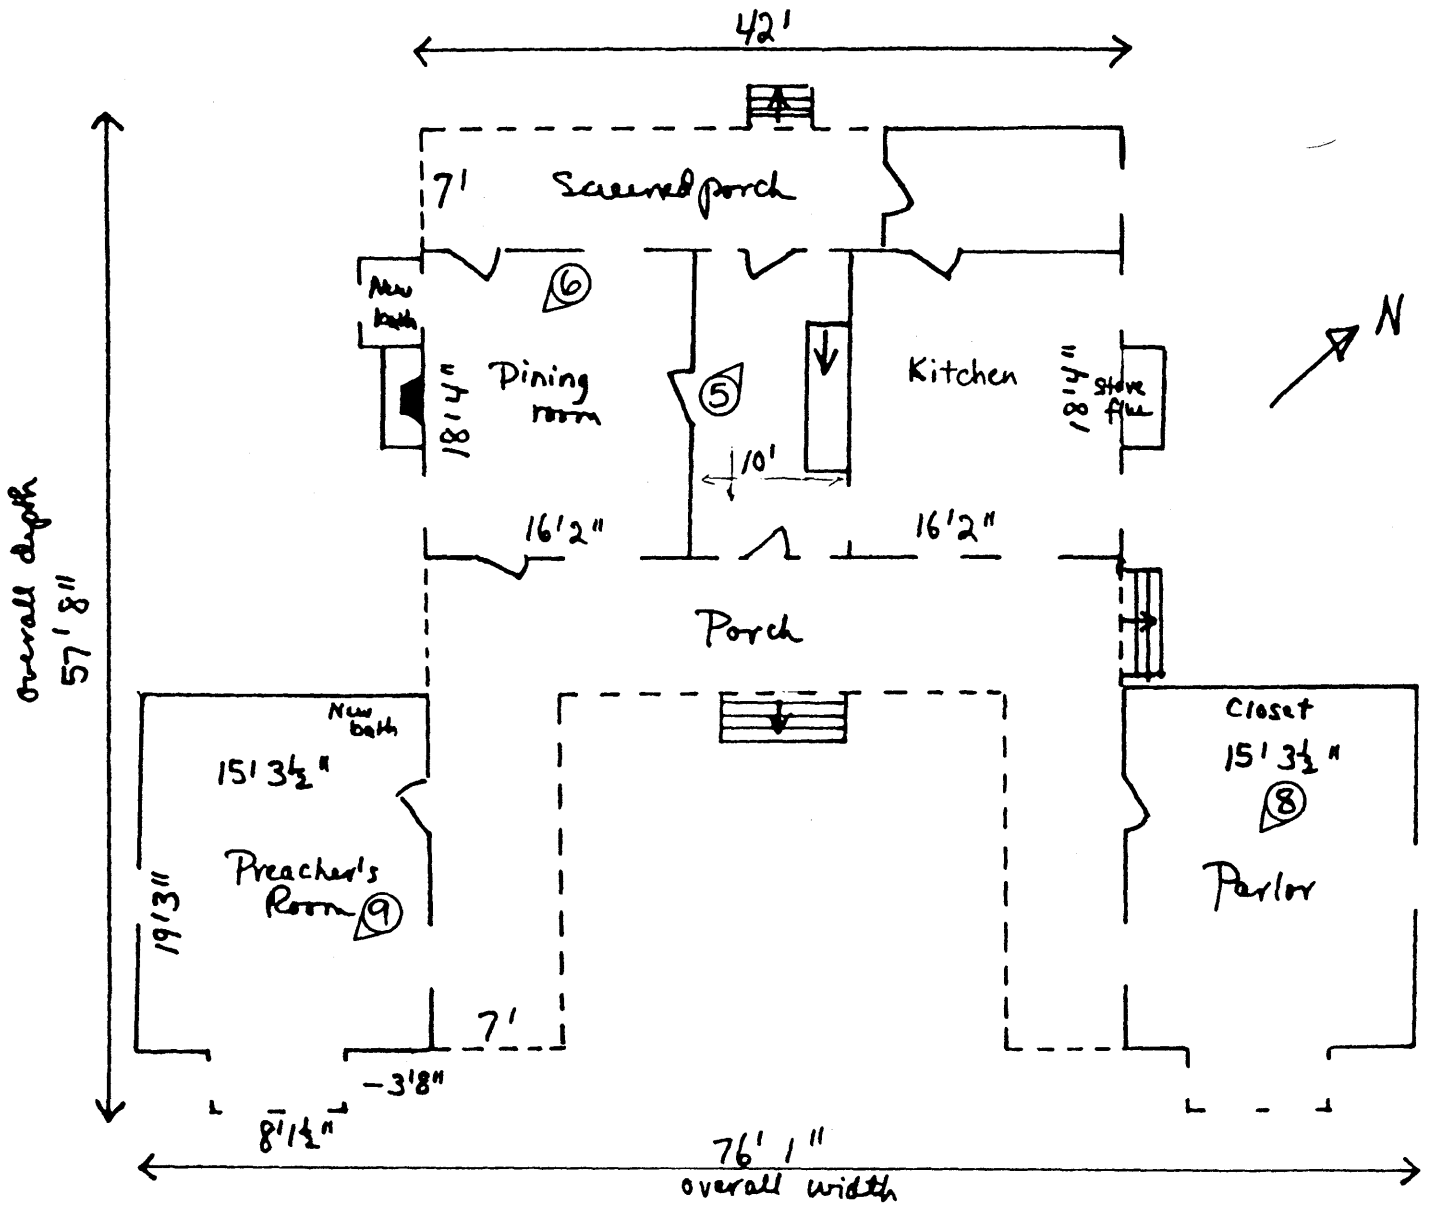 42'
7'
Screened porch
New
bath
6
Dining
room
18'4"
5
Kitchen
18'4"
Stove
flue
N
10'
16'2"
16'2"
overall depth
57'8"
Porch
New
bath
15'3½"
Preacher's
Room
9
19'3"
Closet
15'3½"
8
Parlor
7'
-3'8"
8'1½"
76'1"
overall width